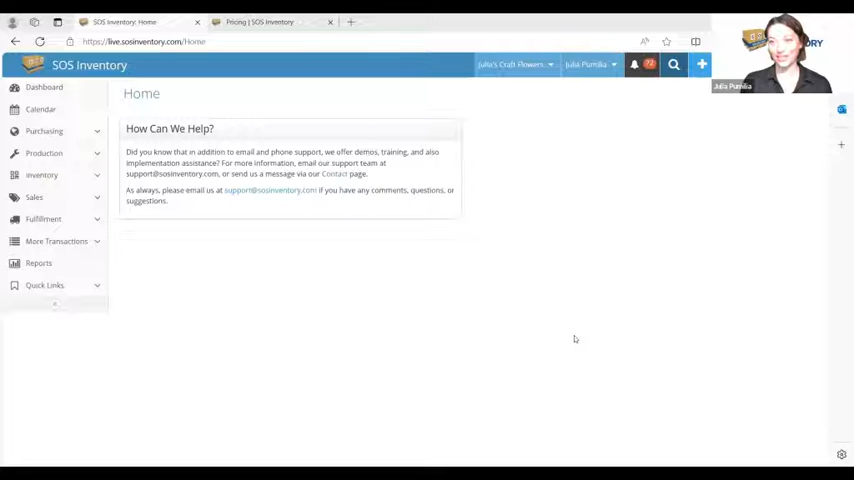 SOS Inventory: Home
Pricing | SOS Inventory
https://live.sosinventory.com/Home
SOS Inventory
Julia's Craft Flowers
Julia Pumilia
72
Julia Pumilia
Dashboard
Calendar
Purchasing
Production
Inventory
Sales
Fulfillment
More Transactions
Reports
Quick Links
Home
How Can We Help?
Did you know that in addition to email and phone support, we offer demos, training, and also
implementation assistance? For more information, email our support team at
support@sosinventory.com, or send us a message via our Contact page.
As always, please email us at support@sosinventory.com if you have any comments, questions, or
suggestions.